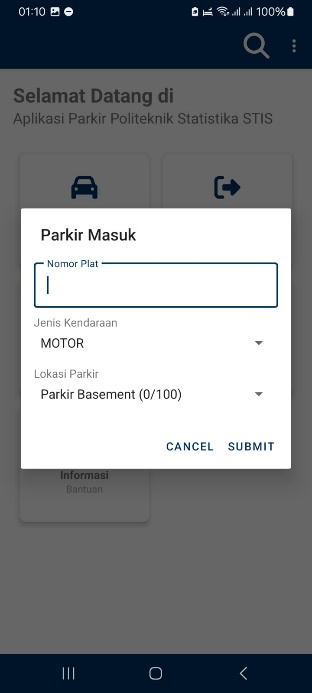 01:10
100%
Selamat Datang di
Aplikasi Parkir Politeknik Statistika STIS
Parkir Masuk
Nomor Plat
Jenis Kendaraan
MOTOR
Lokasi Parkir
Parkir Basement (0/100)
CANCEL
SUBMIT
Informasi
Bantuan